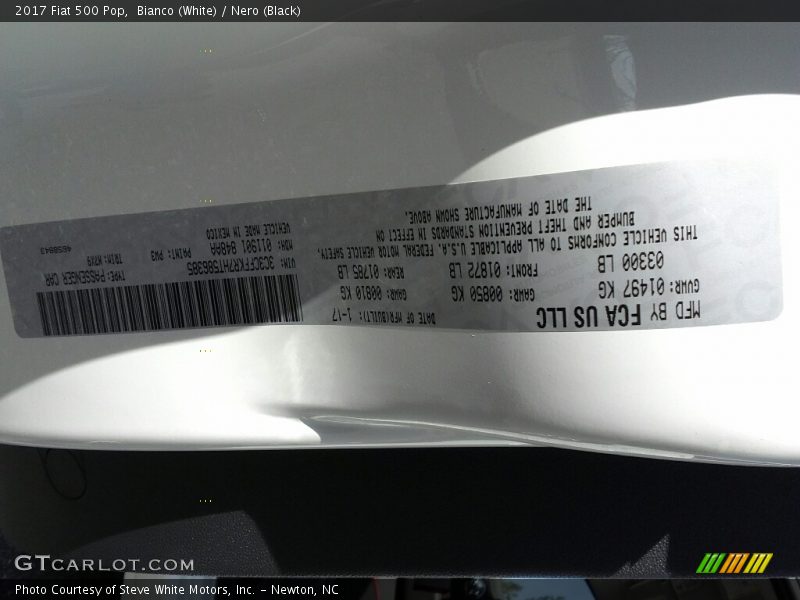 2017 Fiat 500 Pop,  Bianco (White) / Nero (Black)
MFD BY FCA US LLC
DATE OF MFR(BUILT): 1-17
GVWR: 01497 KG
03300 LB
GAWR: 00850 KG
FRONT: 01872 LB
GAWR: 00810 KG
REAR: 01785 LB
THIS VEHICLE CONFORMS TO ALL APPLICABLE U.S.A. FEDERAL MOTOR VEHICLE SAFETY,
BUMPER AND THEFT PREVENTION STANDARDS IN EFFECT ON
THE DATE OF MANUFACTURE SHOWN ABOVE.
VIN: 3C3CFFKR7HT586385
TYPE: PASSENGER CAR
MDH: 011301 848AA
PAINT: PW3
VEHICLE MADE IN MEXICO
4658843
GTCARLOT.COM
Photo Courtesy of Steve White Motors, Inc. – Newton, NC